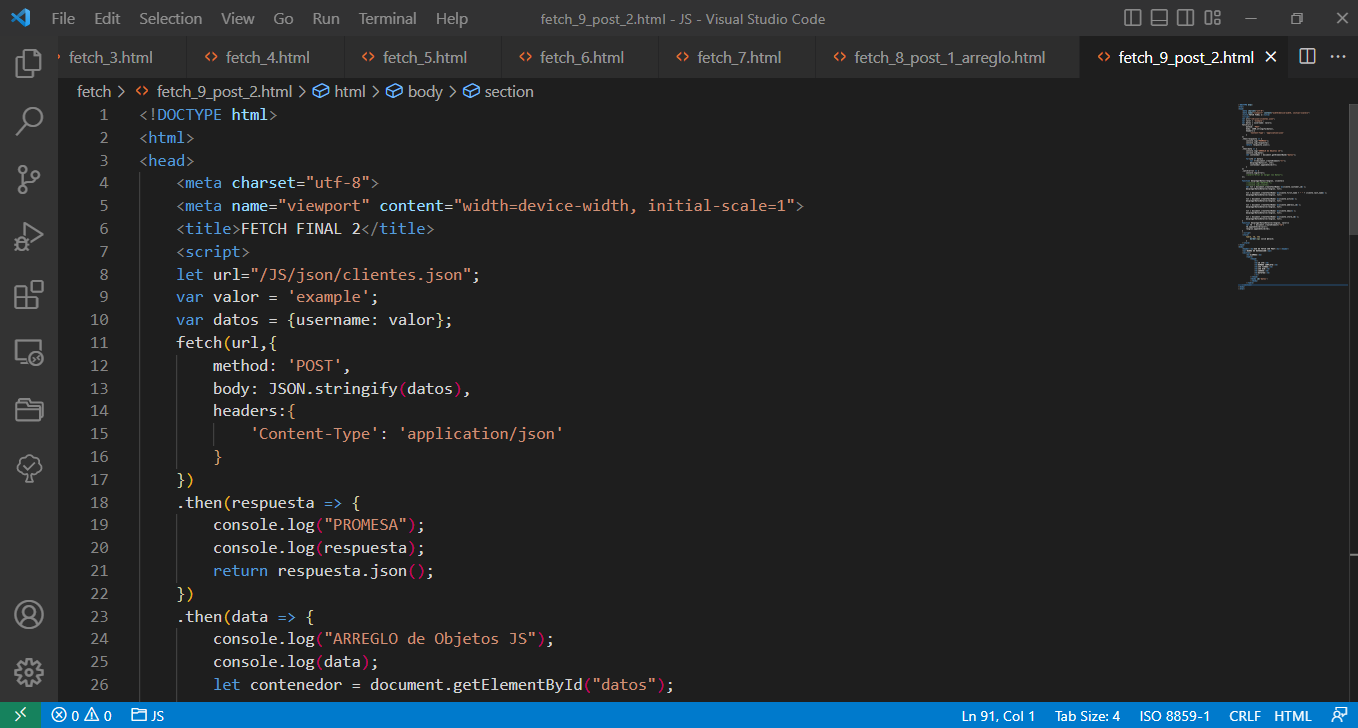 File Edit Selection View Go Run Terminal Help fetch_9_post_2.html - JS - Visual Studio Code
fetch_3.html fetch_4.html fetch_5.html fetch_6.html fetch_7.html fetch_8_post_1_arreglo.html fetch_9_post_2.html
fetch > fetch_9_post_2.html > html > body > section
1 <!DOCTYPE html>
2 <html>
3 <head>
4 <meta charset="utf-8">
5 <meta name="viewport" content="width=device-width, initial-scale=1">
6 <title>FETCH FINAL 2</title>
7 <script>
8 let url="/JS/json/clientes.json";
9 var valor = 'example';
10 var datos = {username: valor};
11 fetch(url,{
12 method: 'POST',
13 body: JSON.stringify(datos),
14 headers:{
15 'Content-Type': 'application/json'
16 }
17 })
18 .then(respuesta => {
19 console.log("PROMESA");
20 console.log(respuesta);
21 return respuesta.json();
22 })
23 .then(data => {
24 console.log("ARREGLO de Objetos JS");
25 console.log(data);
26 let contenedor = document.getElementById("datos");
0 0 JS Ln 91, Col 1 Tab Size: 4 ISO 8859-1 CRLF HTML